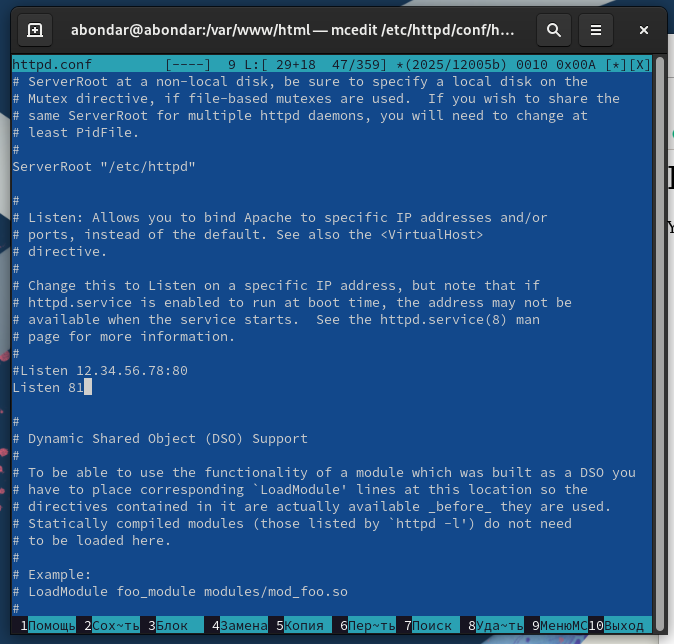 abondar@abondar:/var/www/html — mcedit /etc/httpd/conf/h...
httpd.conf [----] 9 L:[ 29+18 47/359] *(2025/12005b) 0010 0x00A [*][X]
# ServerRoot at a non-local disk, be sure to specify a local disk on the
# Mutex directive, if file-based mutexes are used.  If you wish to share the
# same ServerRoot for multiple httpd daemons, you will need to change at
# least PidFile.
#
ServerRoot "/etc/httpd"
#
# Listen: Allows you to bind Apache to specific IP addresses and/or
# ports, instead of the default. See also the <VirtualHost>
# directive.
#
# Change this to Listen on a specific IP address, but note that if
# httpd.service is enabled to run at boot time, the address may not be
# available when the service starts.  See the httpd.service(8) man
# page for more information.
#
#Listen 12.34.56.78:80
Listen 81
#
# Dynamic Shared Object (DSO) Support
#
# To be able to use the functionality of a module which was built as a DSO you
# have to place corresponding `LoadModule' lines at this location so the
# directives contained in it are actually available _before_ they are used.
# Statically compiled modules (those listed by `httpd -l') do not need
# to be loaded here.
#
# Example:
# LoadModule foo_module modules/mod_foo.so
#
1Помощь 2Сох~ть 3Блок 4Замена 5Копия 6Пер~ть 7Поиск 8Уда~ть 9МенюMC 10Выход